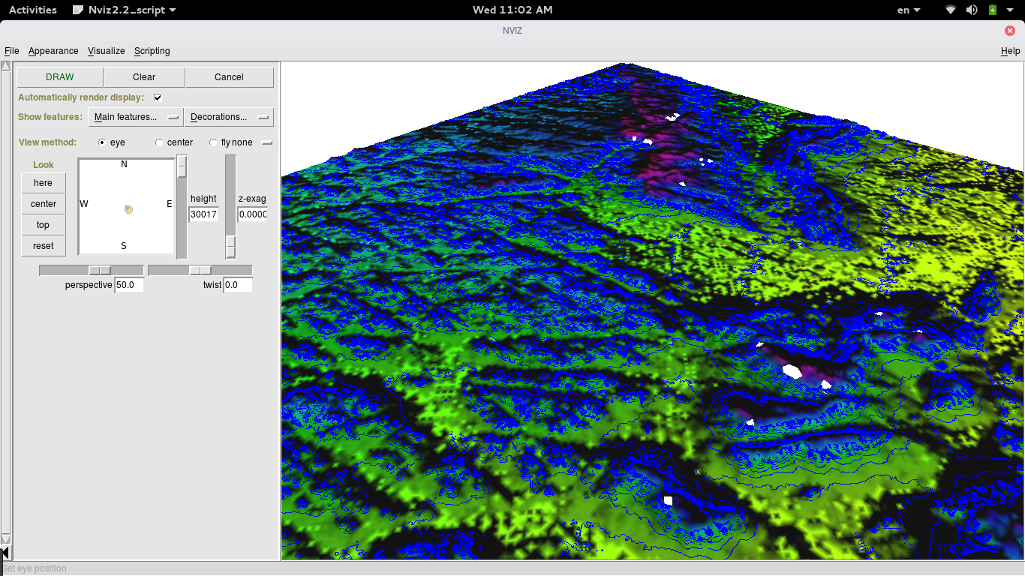 Activities Nviz2.2_script Wed 11:02 AM en
NVIZ
File Appearance Visualize Scripting Help
DRAW Clear Cancel
Automatically render display:
Show features: Main features... Decorations...
View method: eye center fly none
Look
N
here
height z-exag
W E
center
30017 0.000
top
S
reset
perspective 50.0 twist 0.0
Set eye position